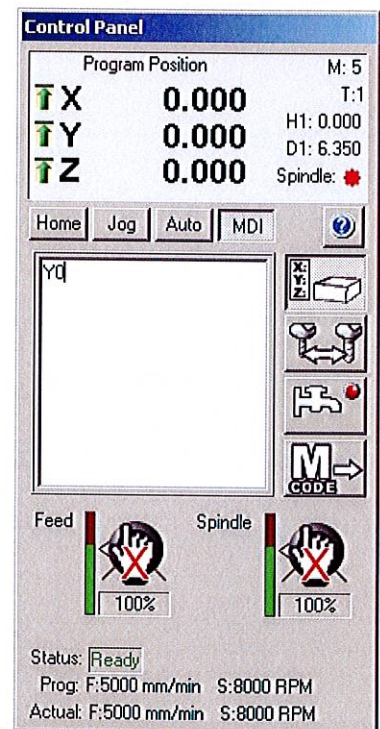 Control Panel
Program Position M: 5
X 0.000 T:1
Y 0.000 H1: 0.000
D1: 6.350
Z 0.000 Spindle:
Home Jog Auto MDI
Y0
X:
Y:
Z:
M
CODE
Feed Spindle
100% 100%
Status: Ready
Prog: F:5000 mm/min S:8000 RPM
Actual: F:5000 mm/min S:8000 RPM